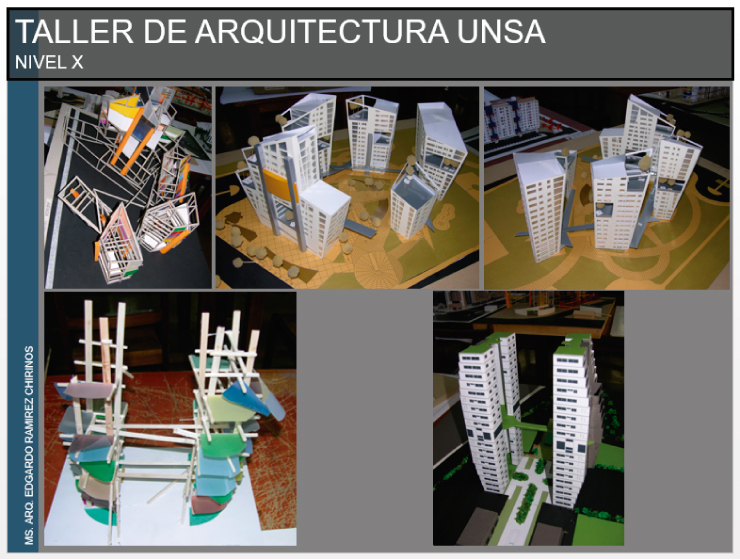 TALLER DE ARQUITECTURA UNSA
NIVEL X
MS. ARQ. EDGARDO RAMIREZ CHIRINOS